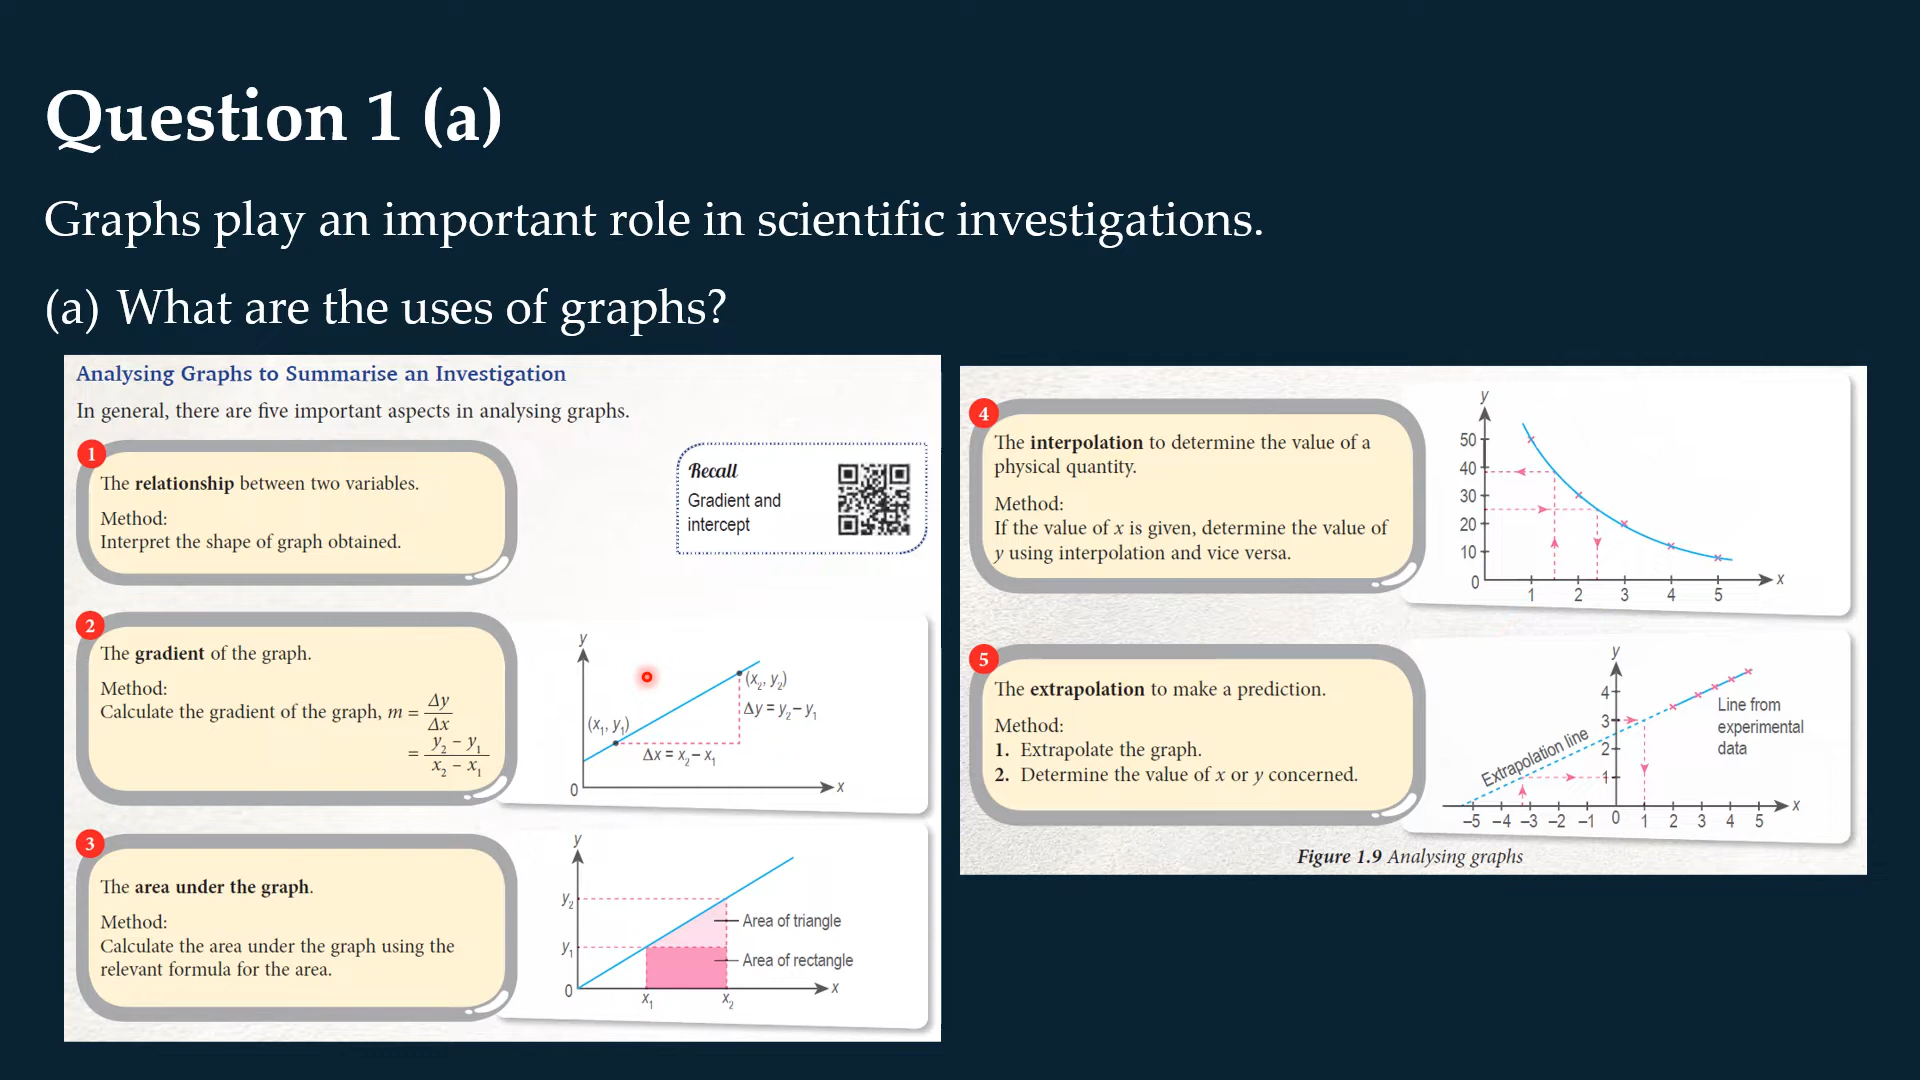 Question 1 (a)
Graphs play an important role in scientific investigations.
(a) What are the uses of graphs?
Analysing Graphs to Summarise an Investigation
In general, there are five important aspects in analysing graphs.
1
The relationship between two variables.
Method:
Interpret the shape of graph obtained.
Recall
Gradient and
intercept
2
The gradient of the graph.
Method:
Calculate the gradient of the graph, m = Δy/Δx
= (y₂ – y₁)/(x₂ – x₁)
y
(x₂, y₂)
(x₁, y₁)
Δy = y₂ – y₁
Δx = x₂ – x₁
0
x
3
The area under the graph.
Method:
Calculate the area under the graph using the
relevant formula for the area.
y
y₂
Area of triangle
y₁
Area of rectangle
0
x₁
x₂
x
4
The interpolation to determine the value of a
physical quantity.
Method:
If the value of x is given, determine the value of
y using interpolation and vice versa.
y
50
40
30
20
10
0
1 2 3 4 5
x
5
The extrapolation to make a prediction.
Method:
1. Extrapolate the graph.
2. Determine the value of x or y concerned.
y
4
3
2
1
Line from
experimental
data
Extrapolation line
–5 –4 –3 –2 –1 0 1 2 3 4 5
x
Figure 1.9 Analysing graphs